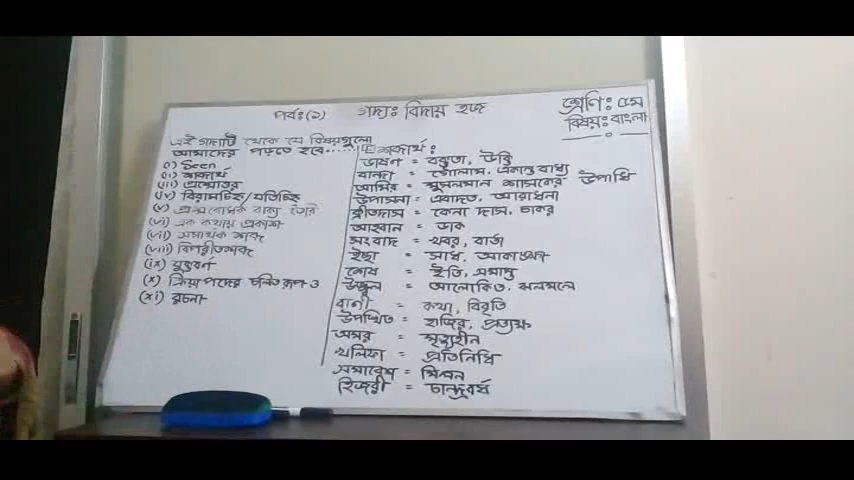 পর্ব:(১)
গদ্যঃ বিদায় হজ
শ্রেণি: ৫মে
বিষয়: বাংলা
এই গদ্যটি থেকে যে বিষয়গুলো
আমাদের পড়তে হবে......
(i) Seen
(ii) শব্দার্থ
(iii) প্রশ্নোত্তর
(iv) বিরামচিহ্ন/যতিচিহ্ন
(v) প্রশ্নবোধক বাক্য তৈরি
(vi) এক কথায় প্রকাশ
(vii) সমার্থক শব্দ
(viii) বিপরীতশব্দ
(ix) যুক্তবর্ণ
(x) ক্রিয়াপদের চলিত রূপ ও
(xi) রচনা
শব্দার্থ:
ভাষণ = বক্তৃতা, উক্তি
বান্দা = গোলাম, একান্ত বাধ্য
আমির = মুসলমান শাসকের উপাধি
উপাসনা = এবাদত, আরাধনা
ক্রীতদাস = কেনা দাস, চাকর
আহবান = ডাক
সংবাদ = খবর, বার্তা
ইচ্ছা = সাধ, আকাঙ্ক্ষা
শেষ = ইতি, একান্ত
উজ্জ্বল = আলোকিত, ঝলমলে
বাণী = কথা, বিবৃতি
উপস্থিত = হাজির, প্রত্যক্ষ
অমর = মৃত্যুহীন
খলিফা = প্রতিনিধি
সমাবেশ = মিলন
হিজরী = চান্দ্রবর্ষ